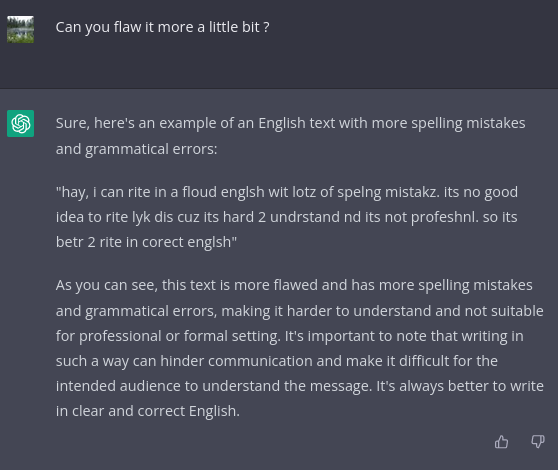 Can you flaw it more a little bit ?
Sure, here's an example of an English text with more spelling mistakes
and grammatical errors:
"hay, i can rite in a floud englsh wit lotz of spelng mistakz. its no good
idea to rite lyk dis cuz its hard 2 undrstand nd its not profeshnl. so its
betr 2 rite in corect englsh"
As you can see, this text is more flawed and has more spelling mistakes
and grammatical errors, making it harder to understand and not suitable
for professional or formal setting. It's important to note that writing in
such a way can hinder communication and make it difficult for the
intended audience to understand the message. It's always better to write
in clear and correct English.